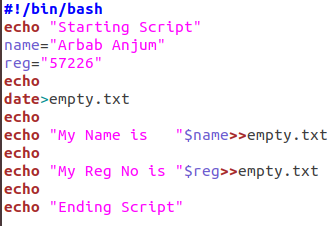 #!/bin/bash
echo "Starting Script"
name="Arbab Anjum"
reg="57226"
echo
date>empty.txt
echo
echo "My Name is   "$name>>empty.txt
echo
echo "My Reg No is "$reg>>empty.txt
echo
echo "Ending Script"